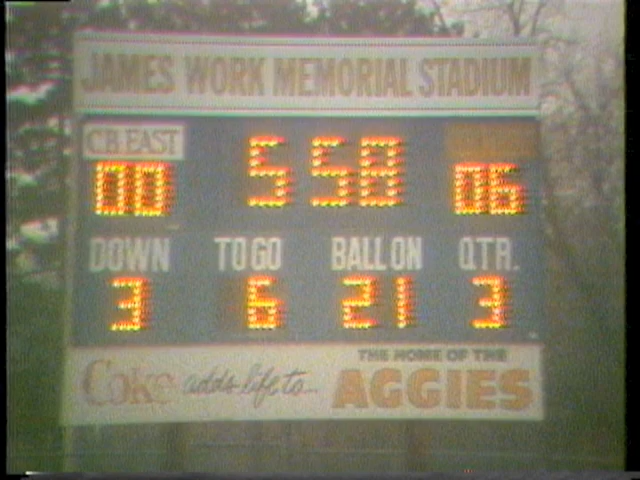 JAMES WORK MEMORIAL STADIUM
C.B. EAST
00 5 58 06
DOWN TO GO BALL ON QTR.
3 6 21 3
Coke adds life to...
THE HOME OF THE
AGGIES